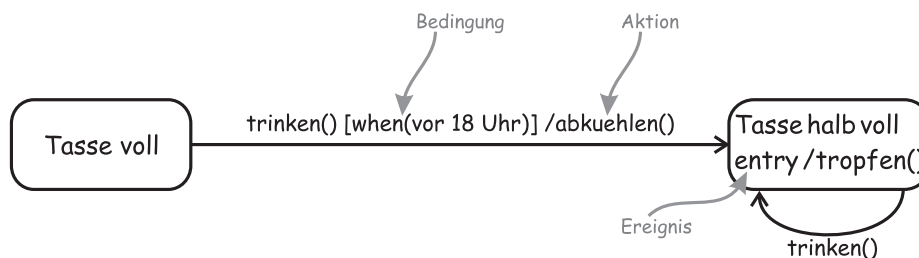 Bedingung
Aktion
trinken() [when(vor 18 Uhr)] /abkuehlen()
Tasse voll
Tasse halb voll
entry /tropfen()
Ereignis
trinken()